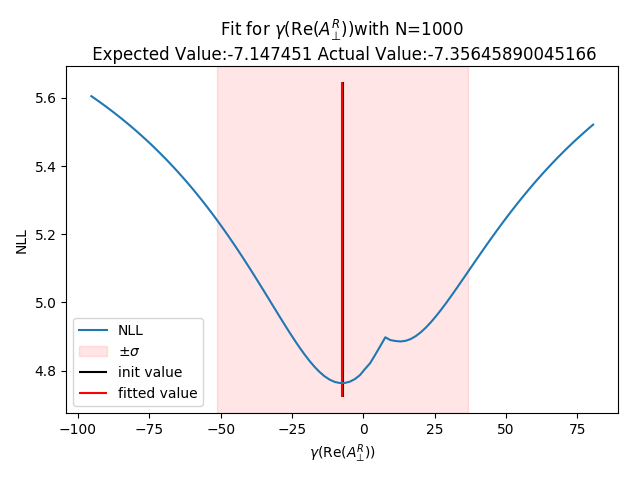 Fit for γ(Re(A⊥ᴿ))with N=1000
Expected Value:-7.147451 Actual Value:-7.35645890045166
5.6
5.4
5.2
5.0
4.8
NLL
NLL
±σ
init value
fitted value
−100 −75 −50 −25 0 25 50 75
γ(Re(A⊥ᴿ))